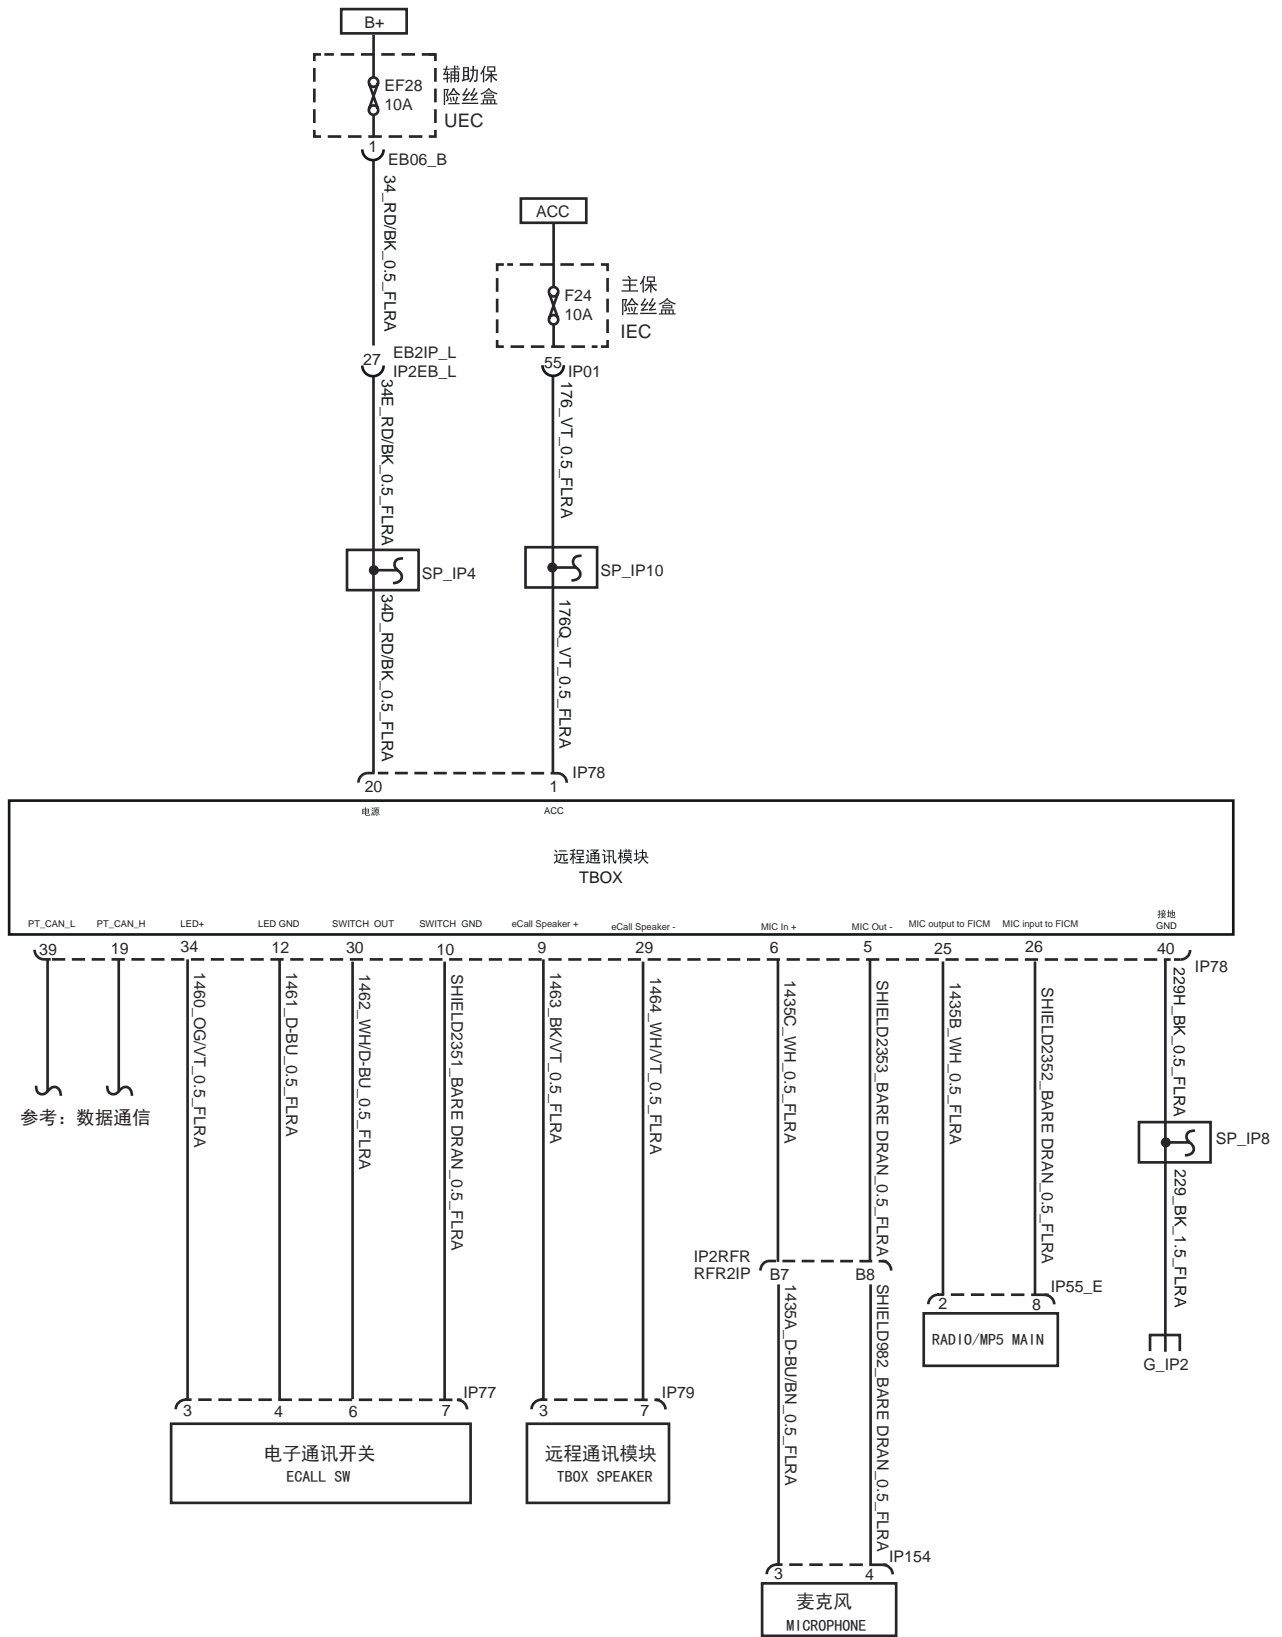 B+
EF28
10A
辅助保
险丝盒
UEC
1
EB06_B
34_RD/BK_0.5_FLRA
ACC
F24
10A
主保
险丝盒
IEC
27
EB2IP_L
IP2EB_L
55
IP01
34E_RD/BK_0.5_FLRA
176_VT_0.5_FLRA
SP_IP4
SP_IP10
34D_RD/BK_0.5_FLRA
176Q_VT_0.5_FLRA
20
1
IP78
电源
ACC
远程通讯模块
TBOX
PT_CAN_L
PT_CAN_H
LED+
LED GND
SWITCH_OUT
SWITCH_GND
eCall Speaker +
eCall Speaker -
MIC In +
MIC Out -
MIC output to FICM
MIC input to FICM
接地
GND
39
19
34
12
30
10
9
29
6
5
25
26
40
IP78
1460_OG/VT_0.5_FLRA
1461_D-BU_0.5_FLRA
1462_WH/D-BU_0.5_FLRA
SHIELD2351_BARE DRAN_0.5_FLRA
1463_BK/VT_0.5_FLRA
1464_WH/VT_0.5_FLRA
1435C_WH_0.5_FLRA
SHIELD2353_BARE DRAN_0.5_FLRA
1435B_WH_0.5_FLRA
SHIELD2352_BARE DRAN_0.5_FLRA
229H_BK_0.5_FLRA
参考：数据通信
SP_IP8
229_BK_1.5_FLRA
IP2RFR
RFR2IP
B7
B8
1435A_D-BU/BN_0.5_FLRA
SHIELD982_BARE DRAN_0.5_FLRA
2
8
IP55_E
RADIO/MP5 MAIN
G_IP2
3
4
6
7
IP77
3
7
IP79
电子通讯开关
ECALL SW
远程通讯模块
TBOX SPEAKER
3
4
IP154
麦克风
MICROPHONE